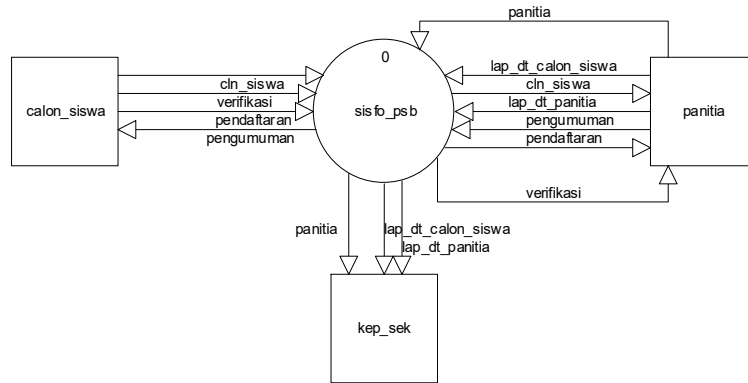 panitia
0
lap_dt_calon_siswa
cln_siswa
cln_siswa
verifikasi
lap_dt_panitia
calon_siswa
sisfo_psb
panitia
pendaftaran
pengumuman
pengumuman
pendaftaran
verifikasi
panitia
lap_dt_calon_siswa
lap_dt_panitia
kep_sek